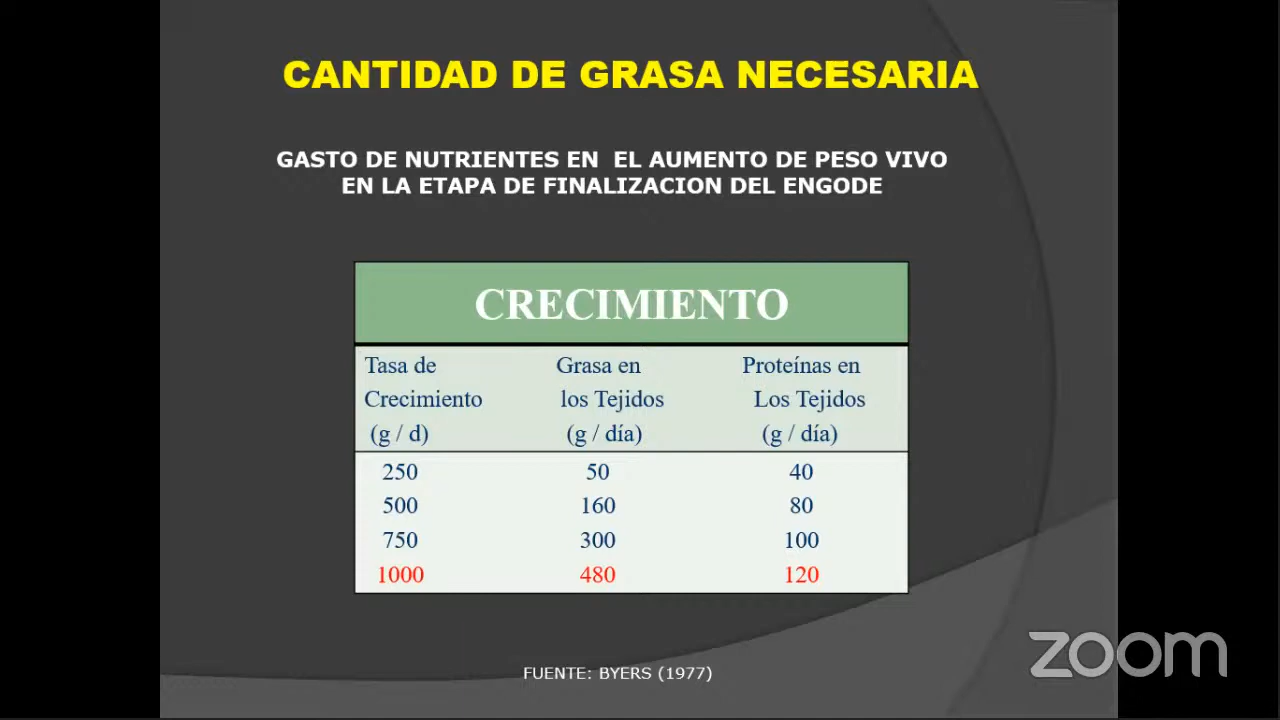 CANTIDAD DE GRASA NECESARIA
GASTO DE NUTRIENTES EN EL AUMENTO DE PESO VIVO
EN LA ETAPA DE FINALIZACION DEL ENGODE
CRECIMIENTO
Tasa de Grasa en Proteínas en
Crecimiento los Tejidos Los Tejidos
(g / d) (g / día) (g / día)
250 50 40
500 160 80
750 300 100
1000 480 120
FUENTE: BYERS (1977)
zoom